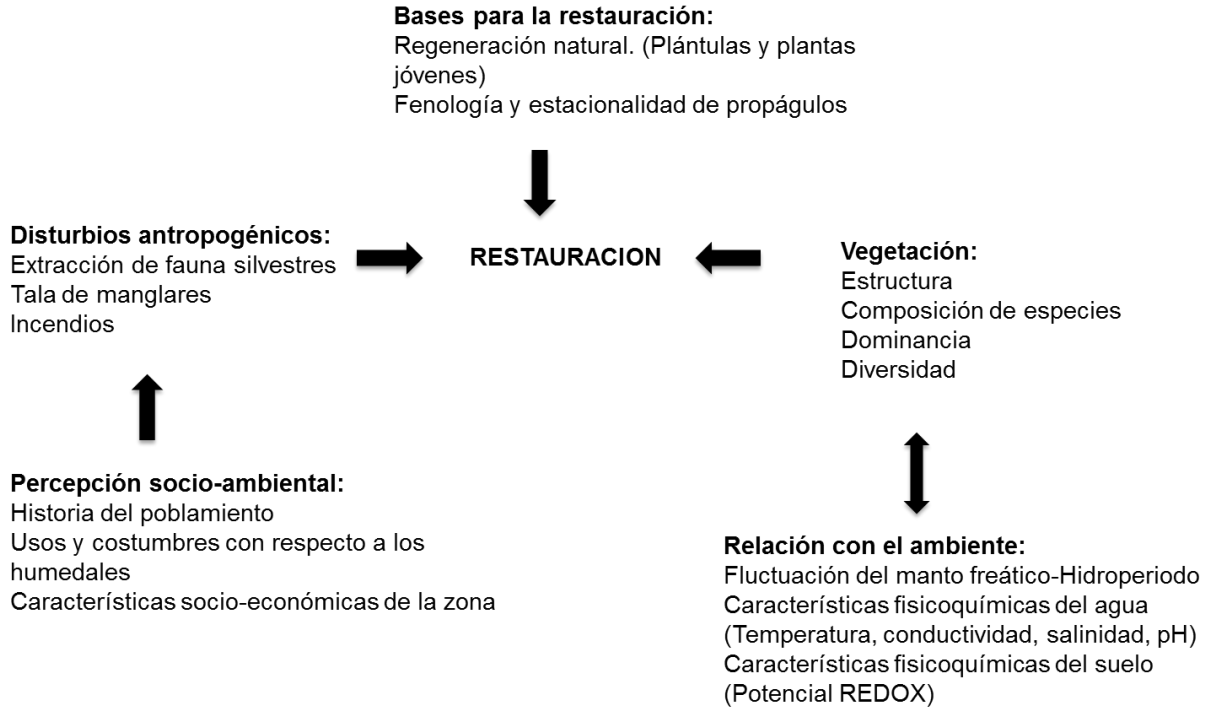 Bases para la restauración:
Regeneración natural. (Plántulas y plantas
jóvenes)
Fenología y estacionalidad de propágulos
Disturbios antropogénicos:
Extracción de fauna silvestres
Tala de manglares
Incendios
RESTAURACION
Vegetación:
Estructura
Composición de especies
Dominancia
Diversidad
Percepción socio-ambiental:
Historia del poblamiento
Usos y costumbres con respecto a los
humedales
Características socio-económicas de la zona
Relación con el ambiente:
Fluctuación del manto freático-Hidroperiodo
Características fisicoquímicas del agua
(Temperatura, conductividad, salinidad, pH)
Características fisicoquímicas del suelo
(Potencial REDOX)